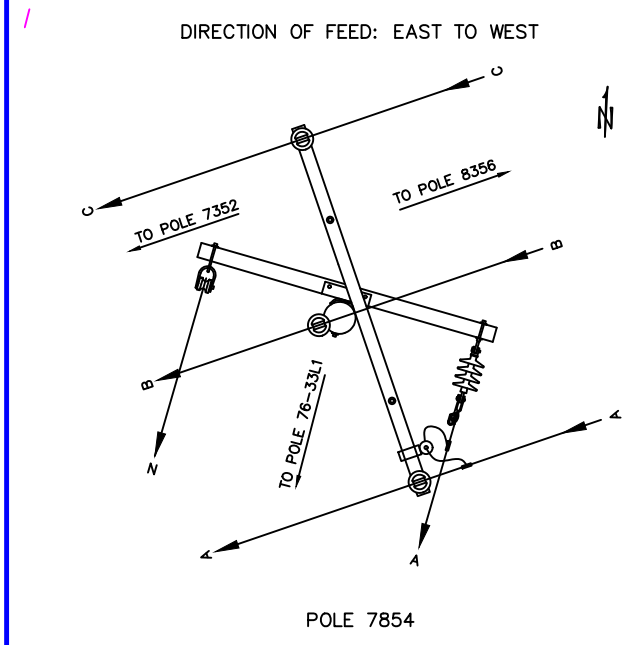 DIRECTION OF FEED: EAST TO WEST
C
N
C
TO POLE 8356
TO POLE 7352
B
B
TO POLE 76-33L1
A
N
A
A
POLE 7854